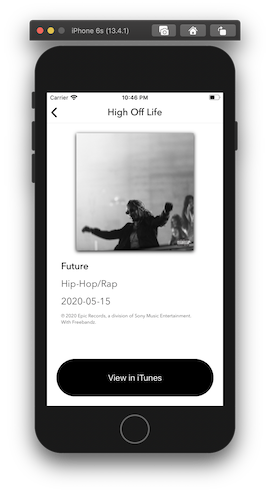 iPhone 6s (13.4.1)
Carrier
10:46 PM
High Off Life
Future
Hip-Hop/Rap
2020-05-15
℗ 2020 Epic Records, a division of Sony Music Entertainment.
With Freebandz
View in iTunes